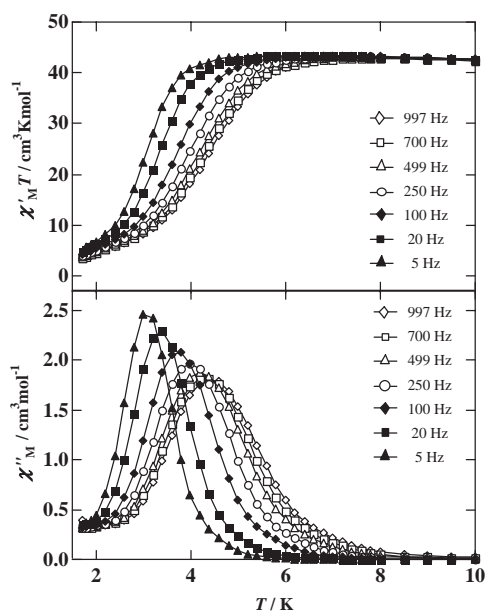 50
40
30
20
10
0
χ'M T / cm³Kmol⁻¹
997 Hz
700 Hz
499 Hz
250 Hz
100 Hz
20 Hz
5 Hz
2.5
2.0
1.5
1.0
0.5
0.0
χ''M / cm³mol⁻¹
997 Hz
700 Hz
499 Hz
250 Hz
100 Hz
20 Hz
5 Hz
2
4
6
8
10
T / K